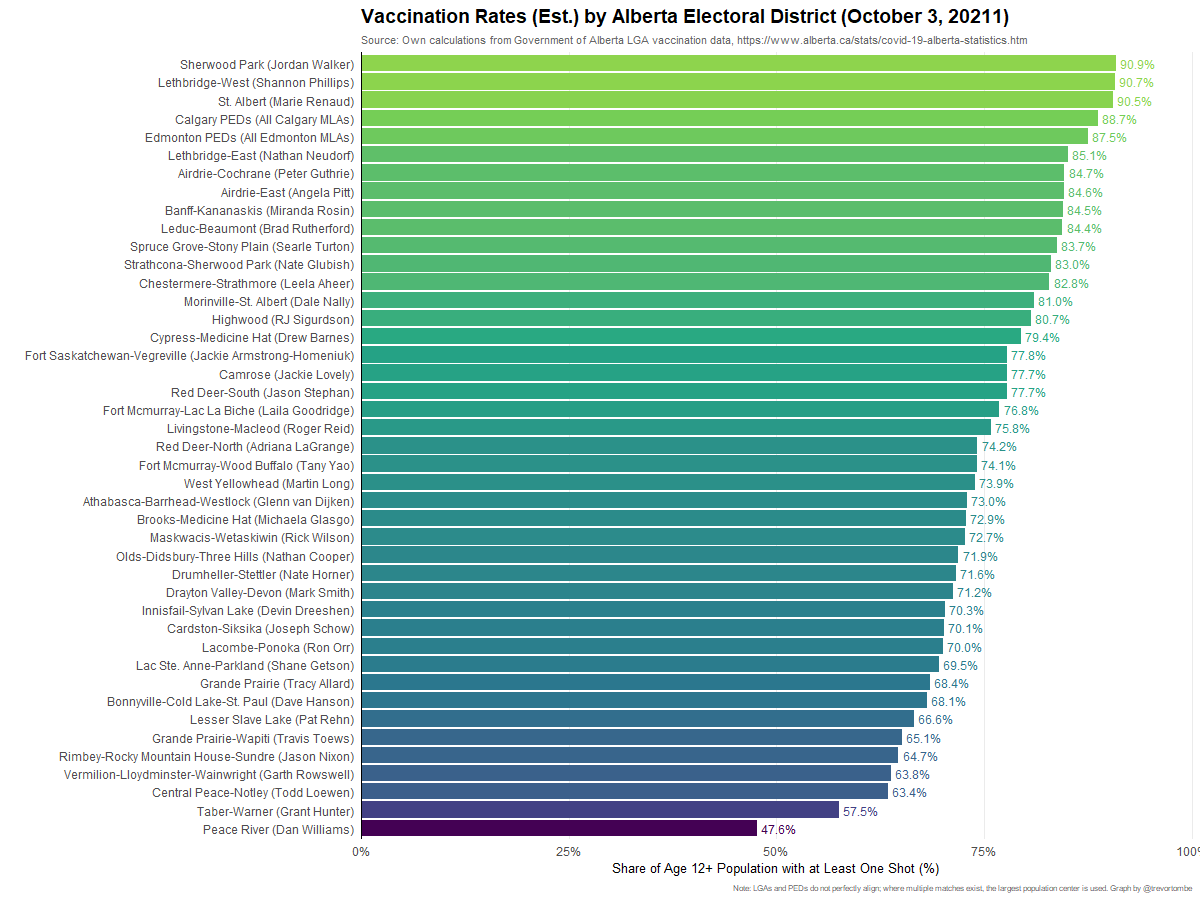 Vaccination Rates (Est.) by Alberta Electoral District (October 3, 20211)
Source: Own calculations from Government of Alberta LGA vaccination data, https://www.alberta.ca/stats/covid-19-alberta-statistics.htm
Sherwood Park (Jordan Walker) 90.9%
Lethbridge-West (Shannon Phillips) 90.7%
St. Albert (Marie Renaud) 90.5%
Calgary PEDs (All Calgary MLAs) 88.7%
Edmonton PEDs (All Edmonton MLAs) 87.5%
Lethbridge-East (Nathan Neudorf) 85.1%
Airdrie-Cochrane (Peter Guthrie) 84.7%
Airdrie-East (Angela Pitt) 84.6%
Banff-Kananaskis (Miranda Rosin) 84.5%
Leduc-Beaumont (Brad Rutherford) 84.4%
Spruce Grove-Stony Plain (Searle Turton) 83.7%
Strathcona-Sherwood Park (Nate Glubish) 83.0%
Chestermere-Strathmore (Leela Aheer) 82.8%
Morinville-St. Albert (Dale Nally) 81.0%
Highwood (RJ Sigurdson) 80.7%
Cypress-Medicine Hat (Drew Barnes) 79.4%
Fort Saskatchewan-Vegreville (Jackie Armstrong-Homeniuk) 77.8%
Camrose (Jackie Lovely) 77.7%
Red Deer-South (Jason Stephan) 77.7%
Fort Mcmurray-Lac La Biche (Laila Goodridge) 76.8%
Livingstone-Macleod (Roger Reid) 75.8%
Red Deer-North (Adriana LaGrange) 74.2%
Fort Mcmurray-Wood Buffalo (Tany Yao) 74.1%
West Yellowhead (Martin Long) 73.9%
Athabasca-Barrhead-Westlock (Glenn van Dijken) 73.0%
Brooks-Medicine Hat (Michaela Glasgo) 72.9%
Maskwacis-Wetaskiwin (Rick Wilson) 72.7%
Olds-Didsbury-Three Hills (Nathan Cooper) 71.9%
Drumheller-Stettler (Nate Horner) 71.6%
Drayton Valley-Devon (Mark Smith) 71.2%
Innisfail-Sylvan Lake (Devin Dreeshen) 70.3%
Cardston-Siksika (Joseph Schow) 70.1%
Lacombe-Ponoka (Ron Orr) 70.0%
Lac Ste. Anne-Parkland (Shane Getson) 69.5%
Grande Prairie (Tracy Allard) 68.4%
Bonnyville-Cold Lake-St. Paul (Dave Hanson) 68.1%
Lesser Slave Lake (Pat Rehn) 66.6%
Grande Prairie-Wapiti (Travis Toews) 65.1%
Rimbey-Rocky Mountain House-Sundre (Jason Nixon) 64.7%
Vermilion-Lloydminster-Wainwright (Garth Rowswell) 63.8%
Central Peace-Notley (Todd Loewen) 63.4%
Taber-Warner (Grant Hunter) 57.5%
Peace River (Dan Williams) 47.6%
0% 25% 50% 75% 100%
Share of Age 12+ Population with at Least One Shot (%)
Note: LGAs and PEDs do not perfectly align; where multiple matches exist, the largest population center is used. Graph by @trevortombe